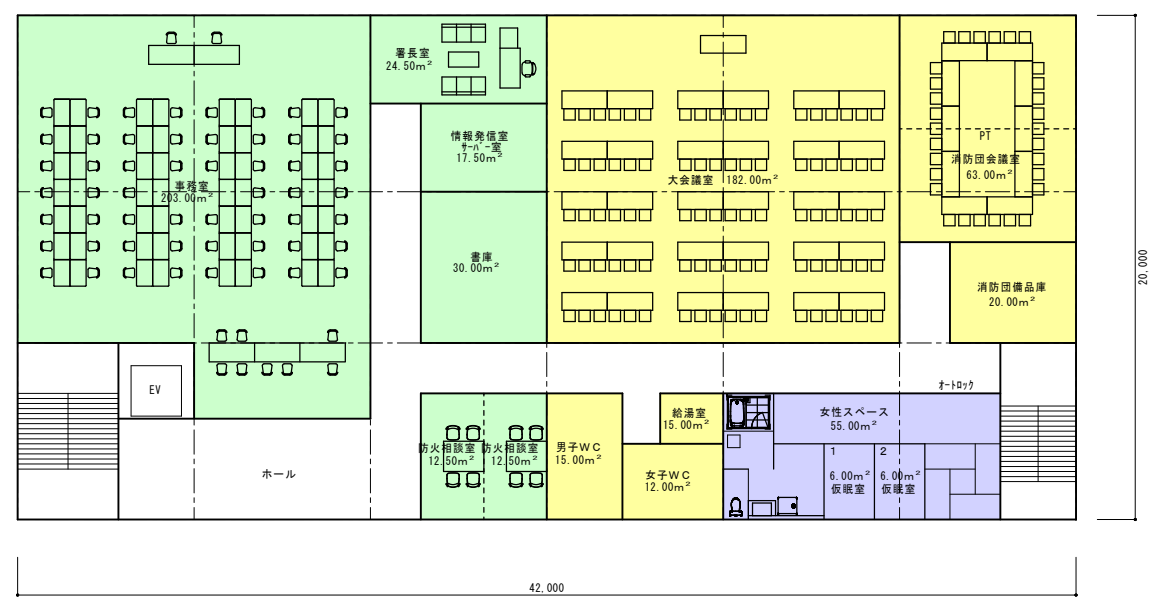 署長室
24.50m²
情報発信室
サーバー室
17.50m²
事務室
203.00m²
大会議室 182.00m²
PT
消防団会議室
63.00m²
書庫
30.00m²
消防団備品庫
20.00m²
20,000
EV
オートロック
ホール
防火相談室
12.50m²
防火相談室
12.50m²
男子WC
15.00m²
給湯室
15.00m²
女子WC
12.00m²
女性スペース
55.00m²
1
6.00m²
仮眠室
2
6.00m²
仮眠室
42,000